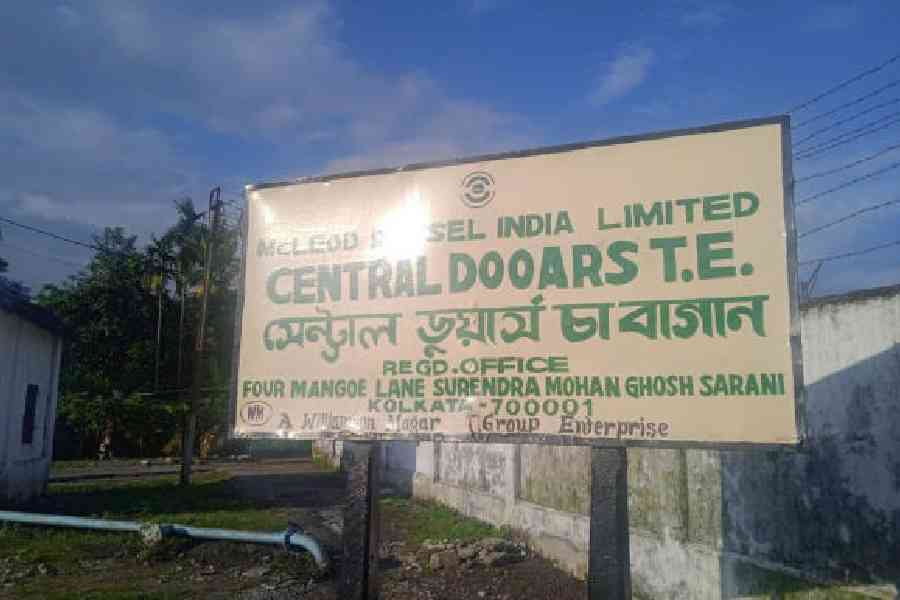 McLEOD INDIA LIMITED
CENTRAL DOOARS T.E.
সেন্ট্রাল ডুয়ার্স চা বাগান
REGD.OFFICE
FOUR MANGOE LANE SURENDRA MOHAN GHOSH SARANI
KOLKATA-700001
A Williamson Magor Group Enterprise